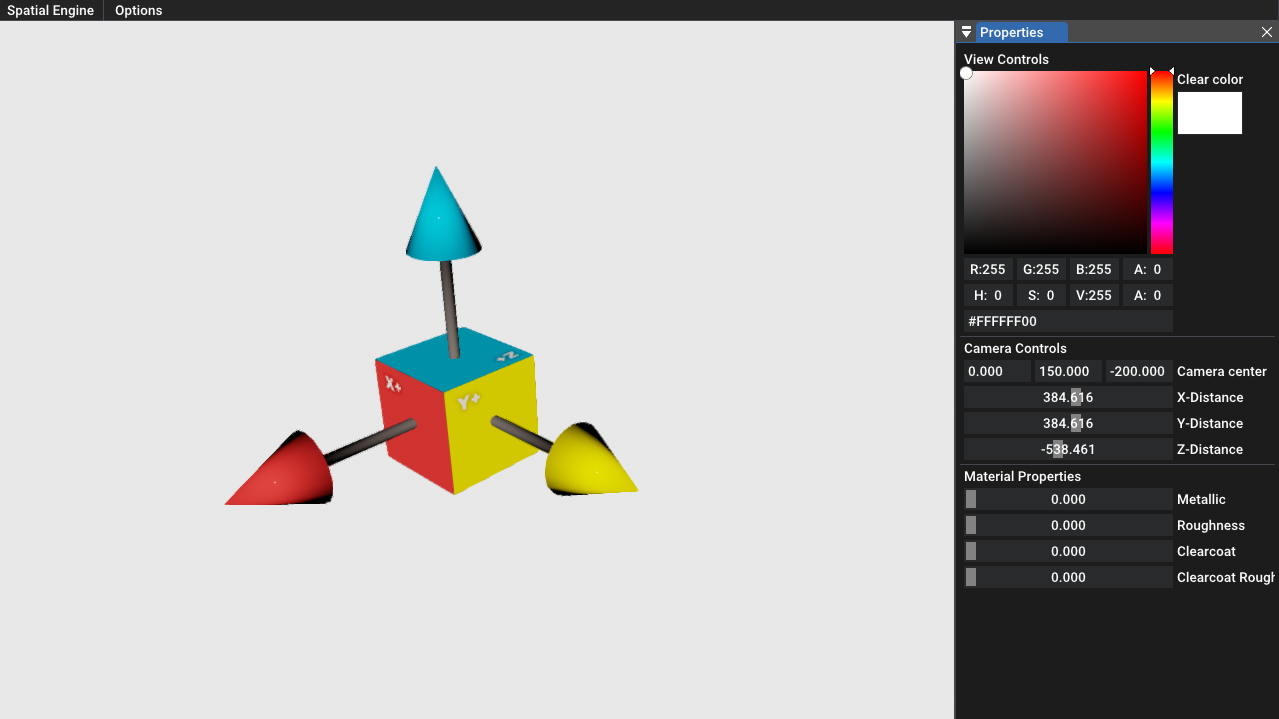 Spatial Engine Options
Properties
View Controls
Clear color
R:255 G:255 B:255 A: 0
H: 0 S: 0 V:255 A: 0
#FFFFFF00
Camera Controls
0.000 150.000 -200.000 Camera center
384.616 X-Distance
384.616 Y-Distance
-538.461 Z-Distance
Material Properties
0.000 Metallic
0.000 Roughness
0.000 Clearcoat
0.000 Clearcoat Rough
X+
Y+